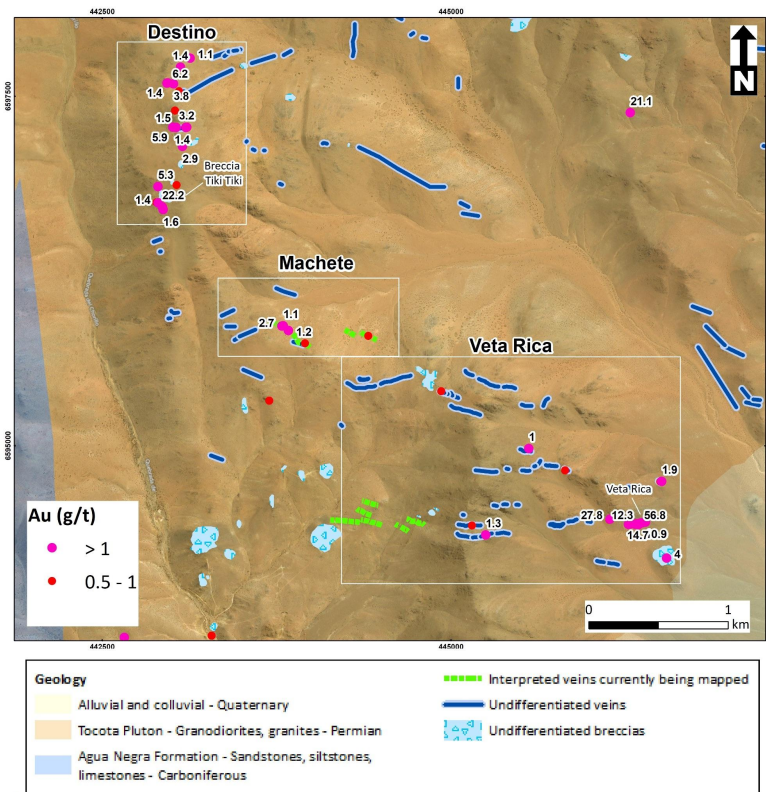 442500
445000
N
Destino
1.4
1.1
6.2
1.4
3.8
1.5
3.2
5.9
1.4
2.9
Breccia
Tiki Tiki
5.3
22.2
1.4
1.6
21.1
6597500
Machete
1.1
2.7
1.2
Veta Rica
1
1.9
Veta Rica
27.8
12.3
56.8
14.7
0.9
1.3
4
6595000
Au (g/t)
> 1
0.5 - 1
0
1
km
442500
445000
Geology
Alluvial and colluvial - Quaternary
Tocota Pluton - Granodiorites, granites - Permian
Agua Negra Formation - Sandstones, siltstones,
limestones - Carboniferous
Interpreted veins currently being mapped
Undifferentiated veins
Undifferentiated breccias